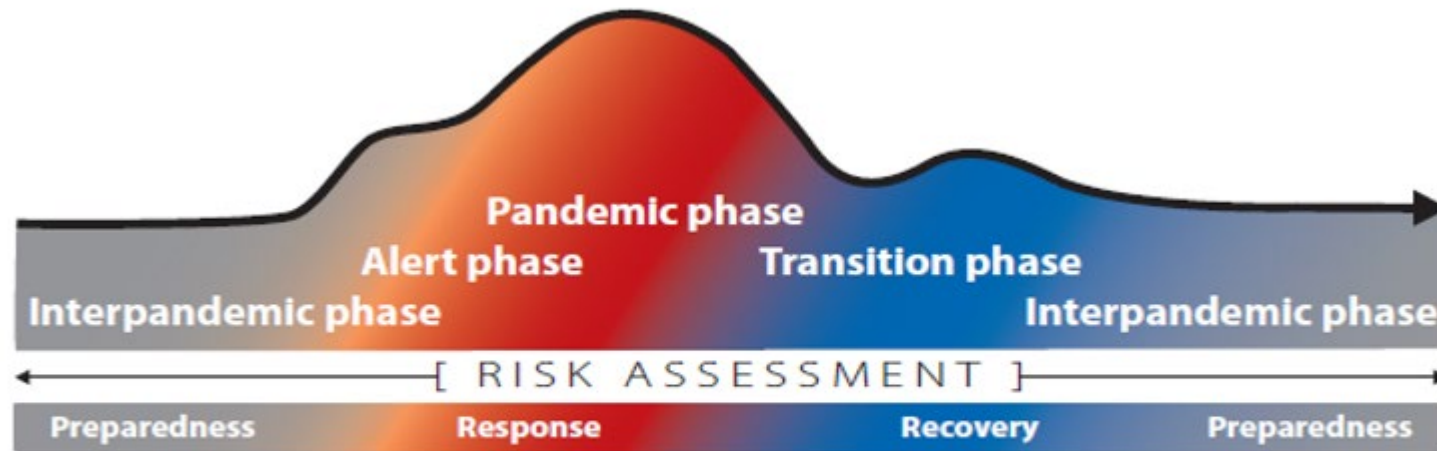 Pandemic phase
Alert phase Transition phase
Interpandemic phase Interpandemic phase
[ RISK ASSESSMENT ]
Preparedness Response Recovery Preparedness